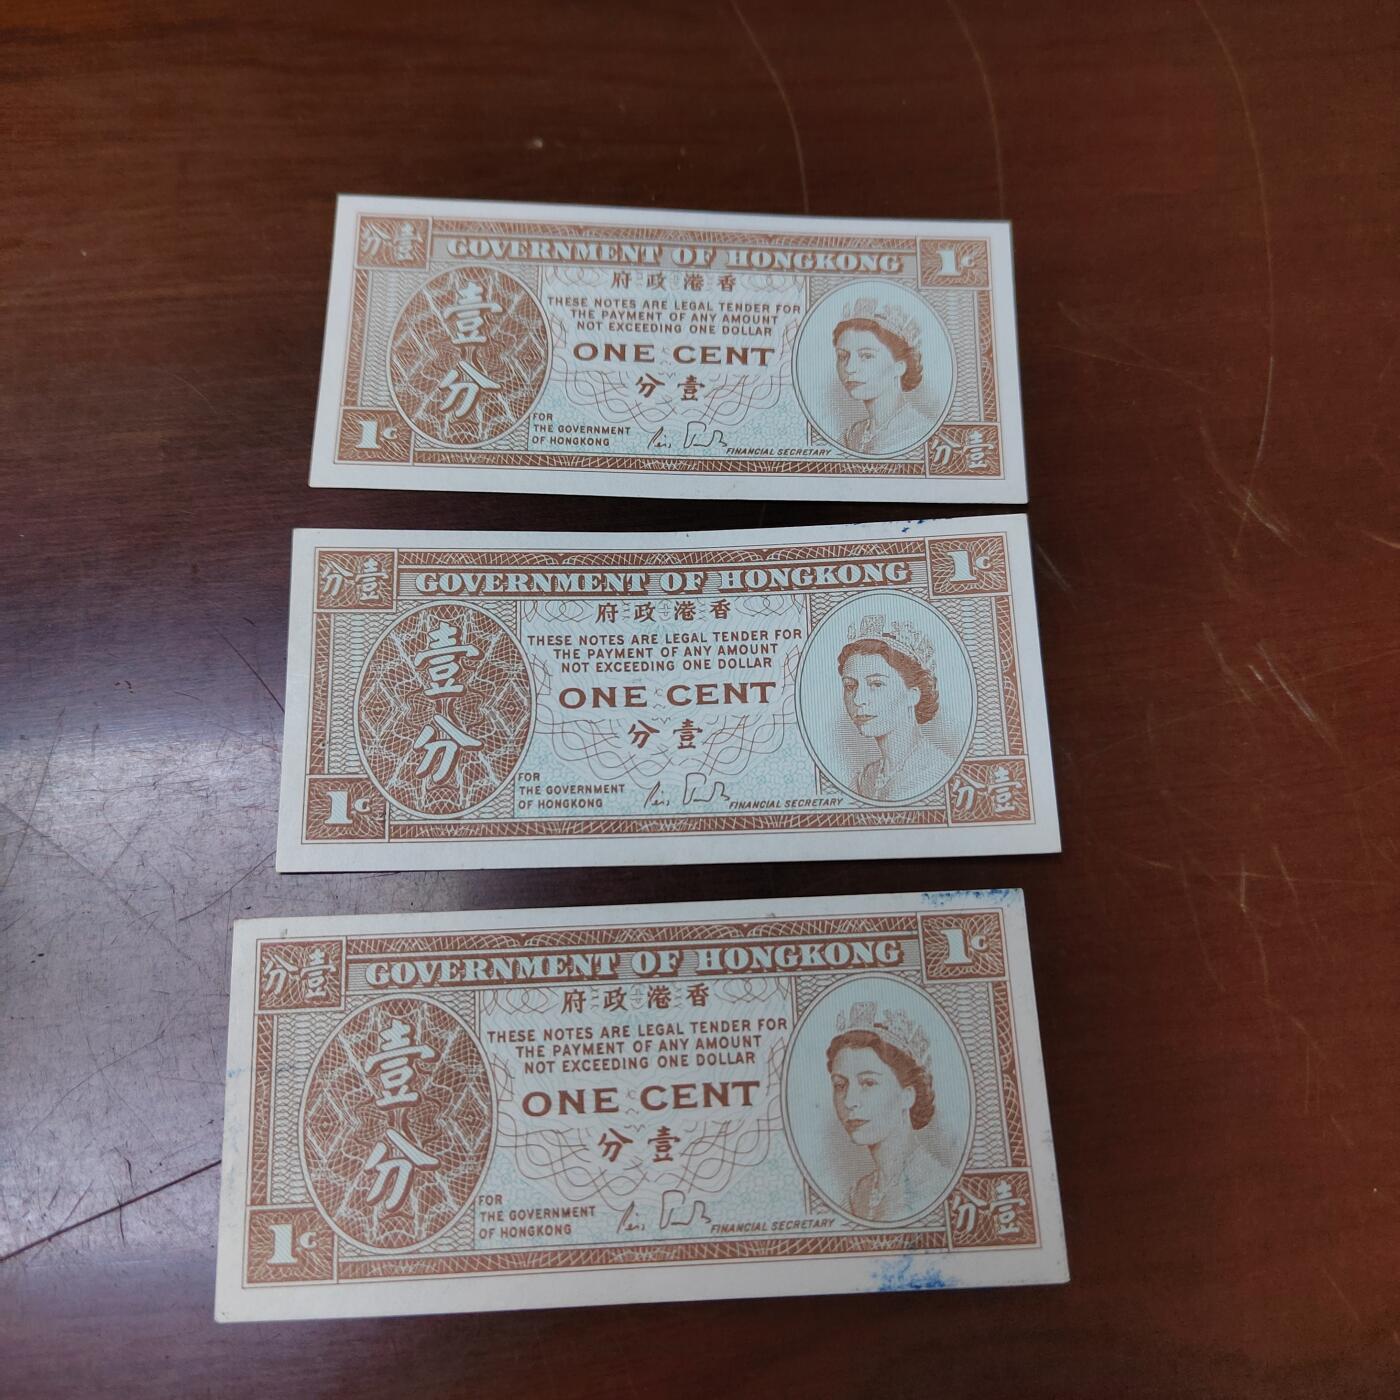 分壹
GOVERNMENT OF HONGKONG
1¢
府政港香
壹分
THESE NOTES ARE LEGAL TENDER FOR
THE PAYMENT OF ANY AMOUNT
NOT EXCEEDING ONE DOLLAR
ONE CENT
分壹
1¢
FOR
THE GOVERNMENT
OF HONGKONG
FINANCIAL SECRETARY
分壹
分壹
GOVERNMENT OF HONGKONG
1¢
府政港香
壹分
THESE NOTES ARE LEGAL TENDER FOR
THE PAYMENT OF ANY AMOUNT
NOT EXCEEDING ONE DOLLAR
ONE CENT
分壹
1¢
FOR
THE GOVERNMENT
OF HONGKONG
FINANCIAL SECRETARY
分壹
分壹
GOVERNMENT OF HONGKONG
1¢
府政港香
壹分
THESE NOTES ARE LEGAL TENDER FOR
THE PAYMENT OF ANY AMOUNT
NOT EXCEEDING ONE DOLLAR
ONE CENT
分壹
1¢
FOR
THE GOVERNMENT
OF HONGKONG
FINANCIAL SECRETARY
分壹